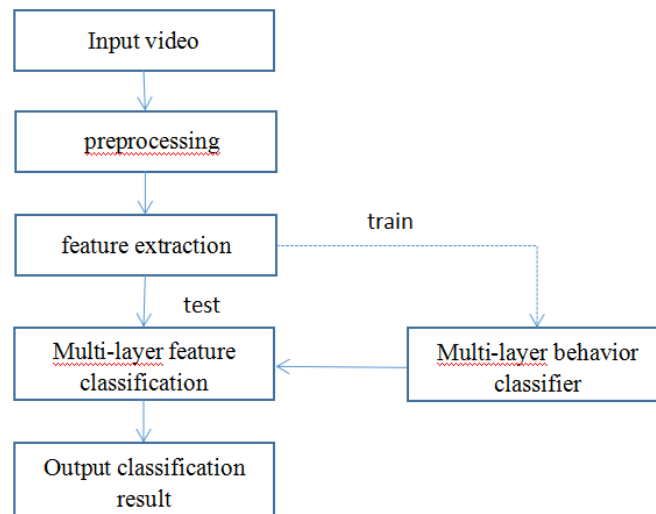 Input video
preprocessing
feature extraction
train
test
Multi-layer feature
classification
Multi-layer behavior
classifier
Output classification
result